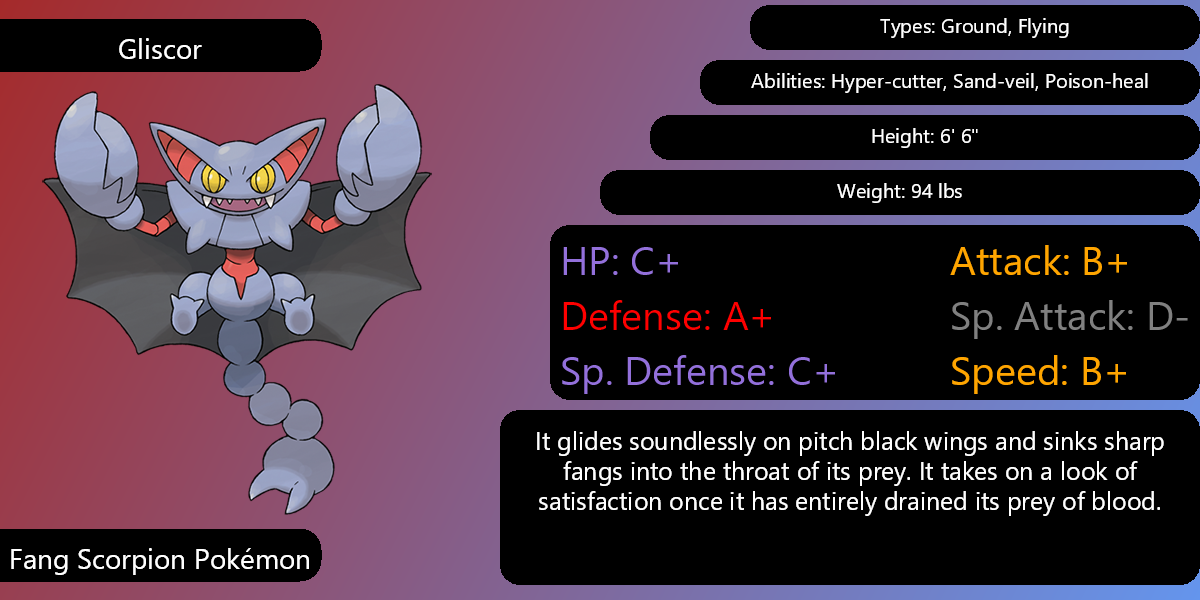 Gliscor
Types: Ground, Flying
Abilities: Hyper-cutter, Sand-veil, Poison-heal
Height: 6' 6"
Weight: 94 lbs
HP: C+
Attack: B+
Defense: A+
Sp. Attack: D-
Sp. Defense: C+
Speed: B+
It glides soundlessly on pitch black wings and sinks sharp
fangs into the throat of its prey. It takes on a look of
satisfaction once it has entirely drained its prey of blood.
Fang Scorpion Pokémon